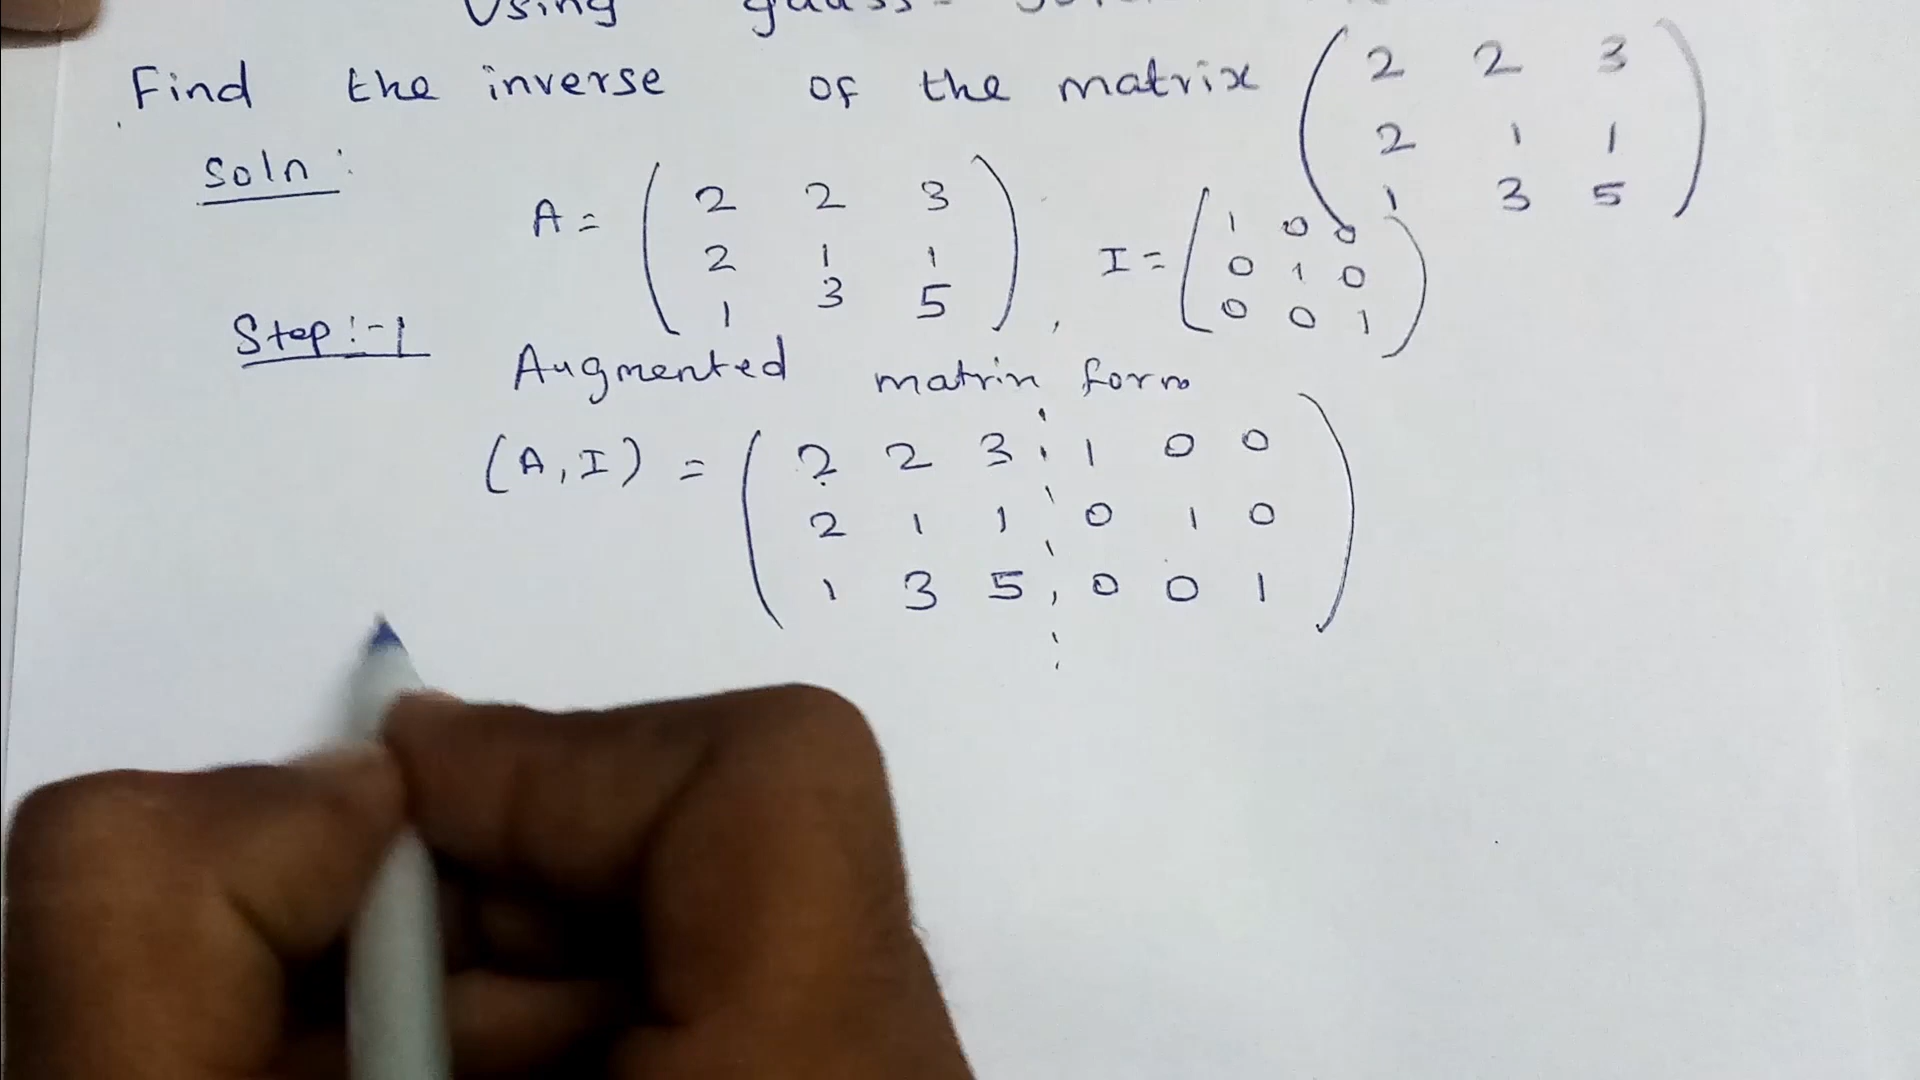 Using gauss-
Find the inverse of the matrix ( 2 2 3
2 1 1
1 3 5 )
Soln:
A = ( 2 2 3
2 1 1
1 3 5 ) , I = ( 1 0 0
0 1 0
0 0 1 )
Step:-1
Augmented matrix form
(A, I) = ( 2 2 3 1 0 0
2 1 1 0 1 0
1 3 5 0 0 1 )